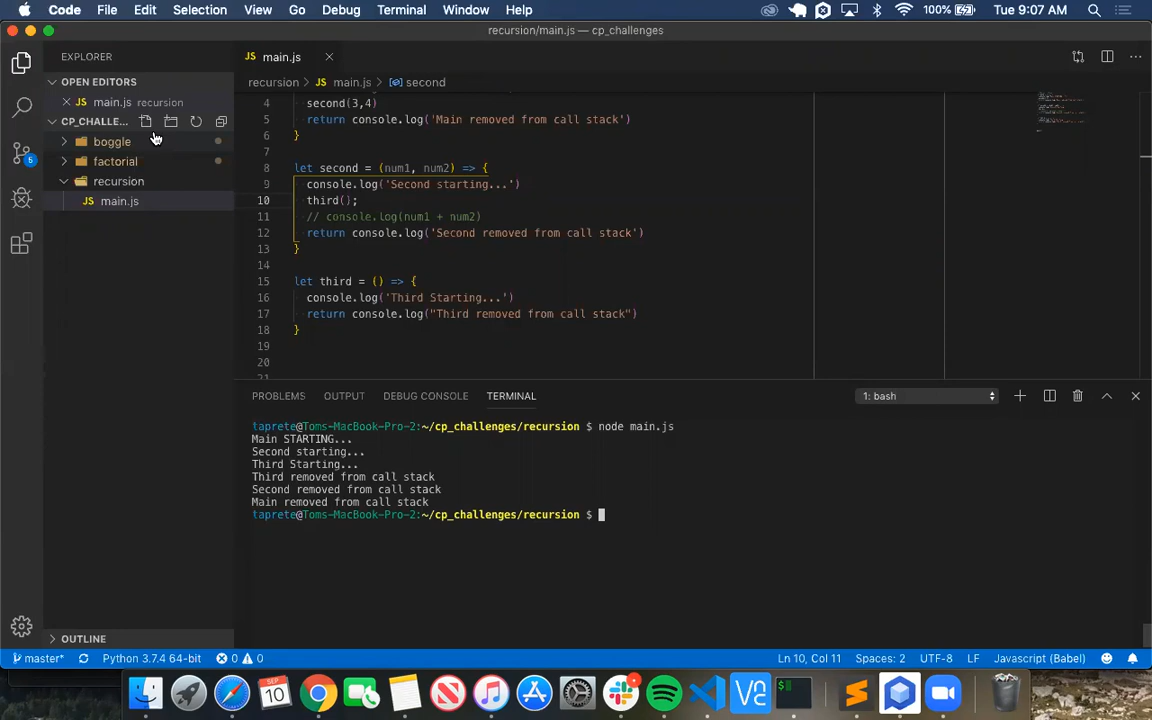 Code File Edit Selection View Go Debug Terminal Window Help 100% Tue 9:07 AM
recursion/main.js — cp_challenges
EXPLORER
main.js
OPEN EDITORS
main.js recursion
CP_CHALLE...
boggle
factorial
recursion
main.js
OUTLINE
5
recursion > JS main.js > second
4 second(3,4)
5 return console.log('Main removed from call stack')
6 }
7
8 let second = (num1, num2) => {
9 console.log('Second starting...')
10 third();
11 // console.log(num1 + num2)
12 return console.log('Second removed from call stack')
13 }
14
15 let third = () => {
16 console.log('Third Starting...')
17 return console.log("Third removed from call stack")
18 }
19
20
PROBLEMS OUTPUT DEBUG CONSOLE TERMINAL 1: bash
taprete@Toms-MacBook-Pro-2:~/cp_challenges/recursion $ node main.js
Main STARTING...
Second starting...
Third Starting...
Third removed from call stack
Second removed from call stack
Main removed from call stack
taprete@Toms-MacBook-Pro-2:~/cp_challenges/recursion $
master* Python 3.7.4 64-bit 0 0 Ln 10, Col 11 Spaces: 2 UTF-8 LF Javascript (Babel)
SEP
10